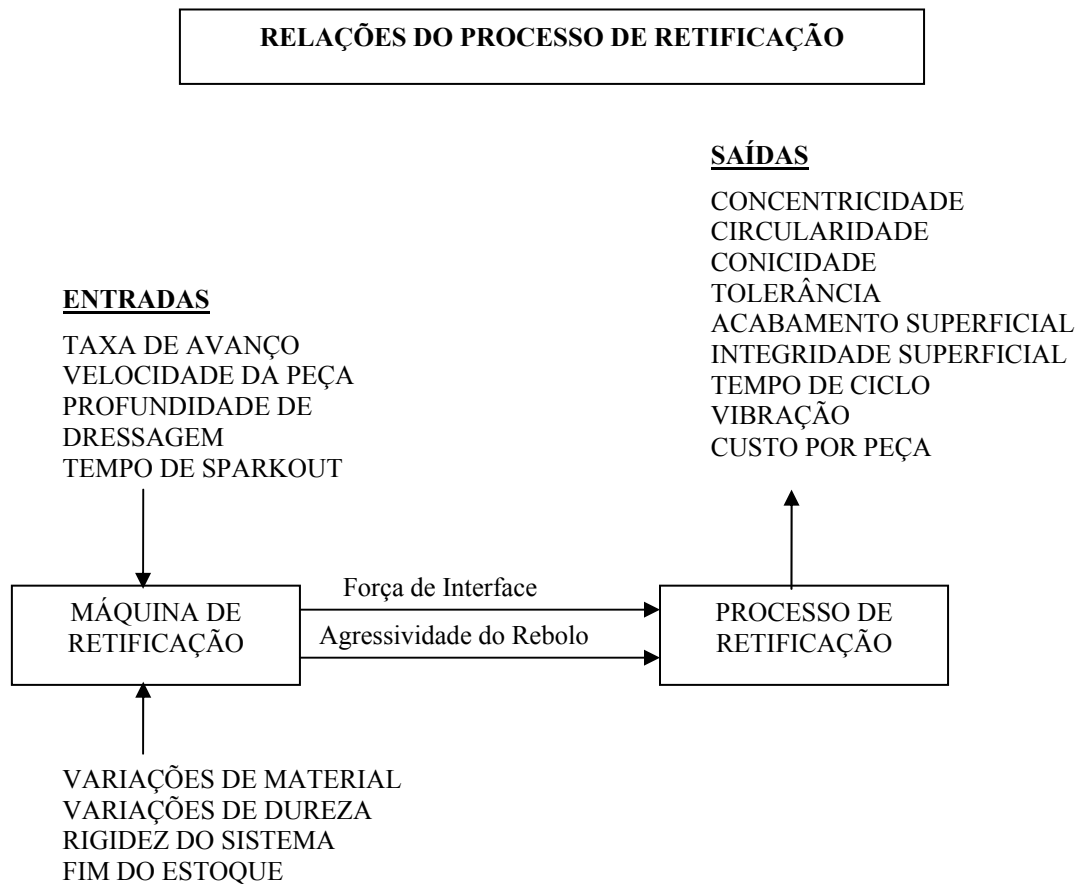 RELAÇÕES DO PROCESSO DE RETIFICAÇÃO
SAÍDAS
CONCENTRICIDADE
CIRCULARIDADE
CONICIDADE
TOLERÂNCIA
ACABAMENTO SUPERFICIAL
INTEGRIDADE SUPERFICIAL
TEMPO DE CICLO
VIBRAÇÃO
CUSTO POR PEÇA
ENTRADAS
TAXA DE AVANÇO
VELOCIDADE DA PEÇA
PROFUNDIDADE DE
DRESSAGEM
TEMPO DE SPARKOUT
MÁQUINA DE
RETIFICAÇÃO
Força de Interface
Agressividade do Rebolo
PROCESSO DE
RETIFICAÇÃO
VARIAÇÕES DE MATERIAL
VARIAÇÕES DE DUREZA
RIGIDEZ DO SISTEMA
FIM DO ESTOQUE